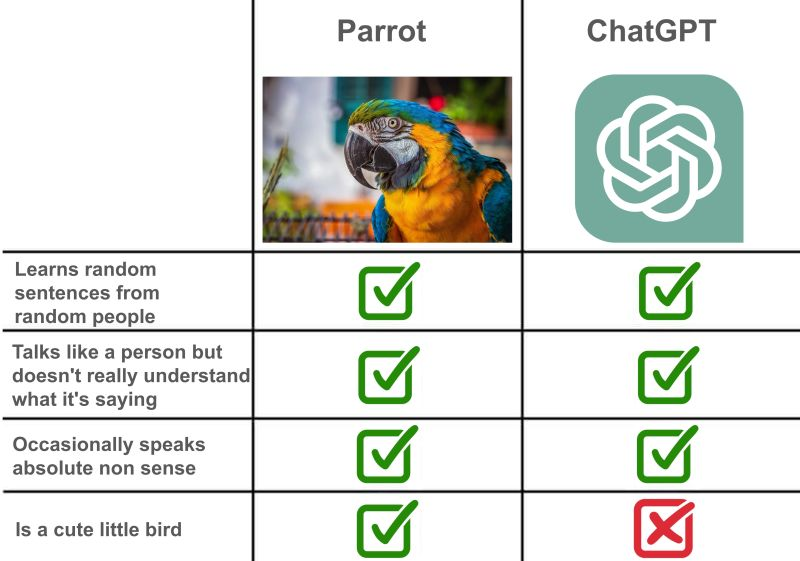 Parrot
ChatGPT
Learns random
sentences from
random people
Talks like a person but
doesn't really understand
what it's saying
Occasionally speaks
absolute non sense
Is a cute little bird